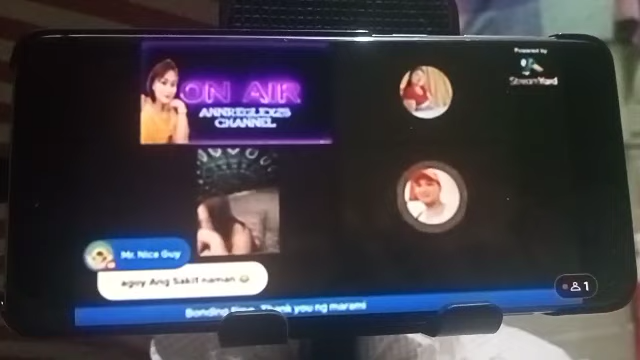 ON AIR
ANNREGLEX25
CHANNEL
Powered by
StreamYard
Mr. Nice Guy
agoy Ang Sakit naman 😂
Bonding time. Thank you ng marami
1